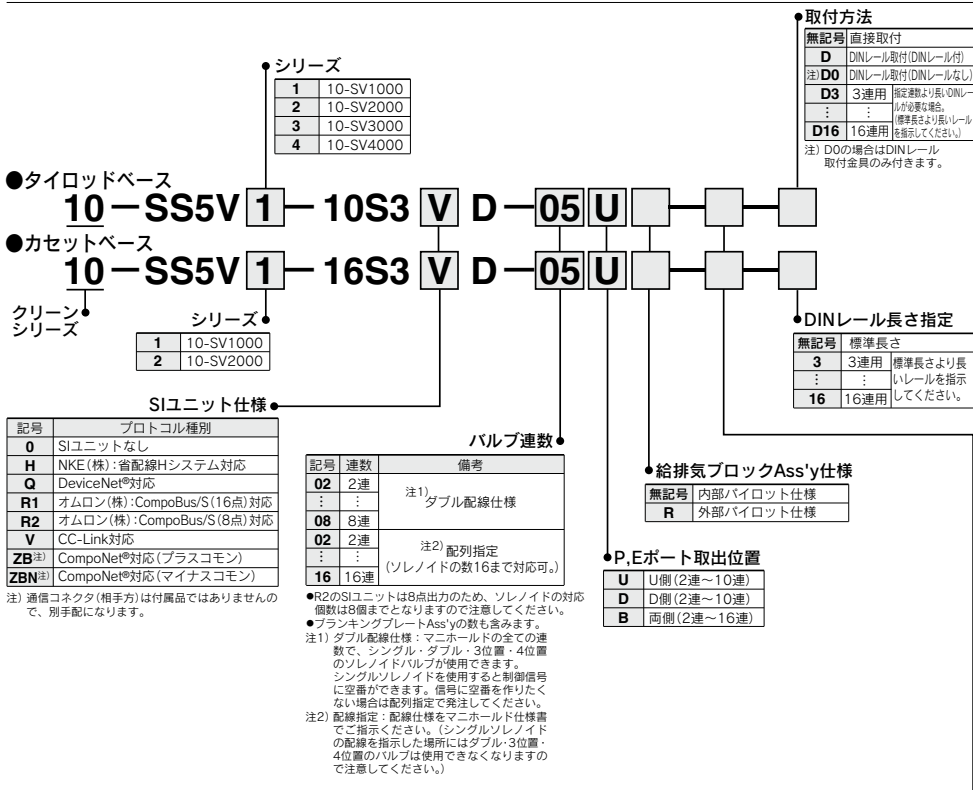 取付方法
無記号 直接取付
D DINレール取付(DINレール付)
注)D0 DINレール取付(DINレールなし)
D3 3連用 指定連数より長いDINレー
ルが必要な場合。
⋮ ⋮ (標準長さより長いレール
D16 16連用 を指示してください。)
注) D0の場合はDINレール
取付金具のみ付きます。
シリーズ
1 10-SV1000
2 10-SV2000
3 10-SV3000
4 10-SV4000
●タイロッドベース
10-SS5V 1 - 10S3 V D - 05 U
●カセットベース
10-SS5V 1 - 16S3 V D - 05 U
クリーン
シリーズ
シリーズ
1 10-SV1000
2 10-SV2000
DINレール長さ指定
無記号 標準長さ
3 3連用 標準長さより長
⋮ ⋮ いレールを指示
16 16連用 してください。
SIユニット仕様
記号 プロトコル種別
0 SIユニットなし
H NKE(株):省配線Hシステム対応
Q DeviceNet®対応
R1 オムロン(株):CompoBus/S(16点)対応
R2 オムロン(株):CompoBus/S(8点)対応
V CC-Link対応
ZB注) CompoNet®対応(プラスコモン)
ZBN注) CompoNet®対応(マイナスコモン)
注) 通信コネクタ(相手方)は付属品ではありませんの
で、別手配になります。
バルブ連数
記号 連数 備考
02 2連 注1)
⋮ ⋮ ダブル配線仕様
08 8連
02 2連 注2) 配列指定
⋮ ⋮ (ソレノイドの数16まで対応可。)
16 16連
●R2のSIユニットは8点出力のため、ソレノイドの対応
個数は8個までとなりますので注意してください。
●ブランキングプレートAss'yの数も含みます。
注1) ダブル配線仕様:マニホールドの全ての連
数で、シングル・ダブル・3位置・4位置
のソレノイドバルブが使用できます。
シングルソレノイドを使用すると制御信号
に空番ができます。信号に空番を作りたく
ない場合は配列指定で発注してください。
注2) 配線指定:配線仕様をマニホールド仕様書
でご指示ください。(シングルソレノイド
の配線を指示した場所にはダブル・3位置・
4位置のバルブは使用できなくなりますの
で注意してください。)
給排気ブロックAss'y仕様
無記号 内部パイロット仕様
R 外部パイロット仕様
P,Eポート取出位置
U U側(2連～10連)
D D側(2連～10連)
B 両側(2連～16連)